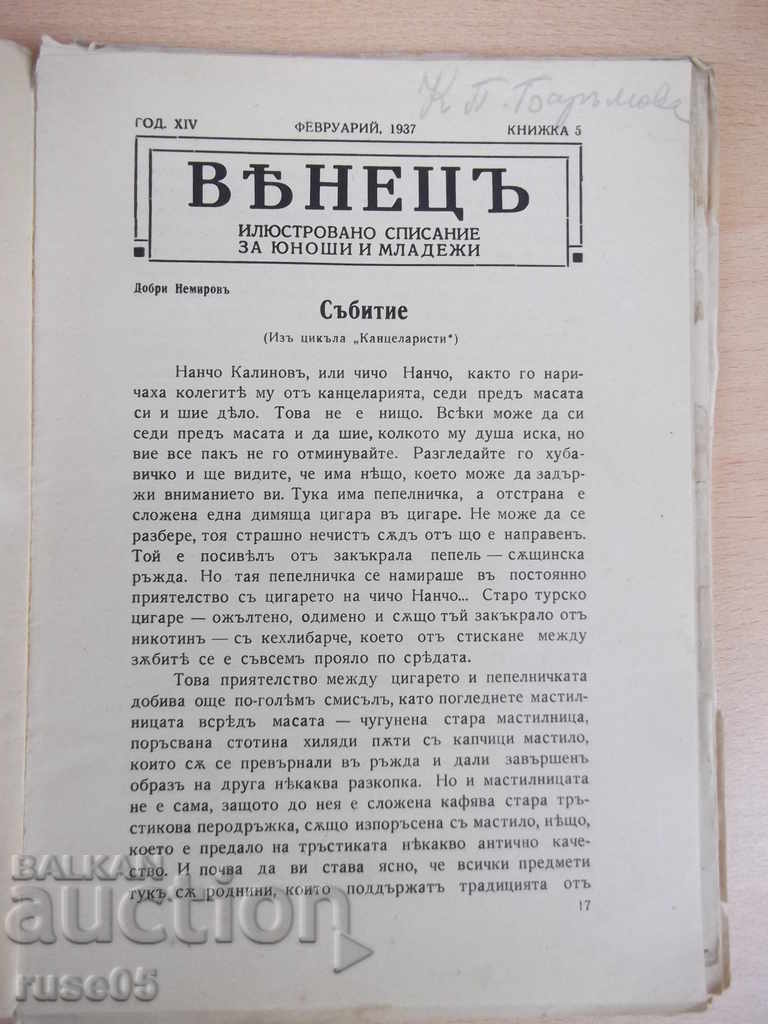 К. П. Баръмова
ГОД. XIV ФЕВРУАРИЙ, 1937 КНИЖКА 5
ВѢНЕЦЪ
ИЛЮСТРОВАНО СПИСАНИЕ
ЗА ЮНОШИ И МЛАДЕЖИ
Добри Немировъ
Събитие
(Изъ цикъла „Канцеларисти“)
Нанчо Калиновъ, или чичо Нанчо, както го нари-
чаха колегитѣ му отъ канцеларията, седи предъ масата
си и шие дѣло. Това не е нищо. Всѣки може да си
седи предъ масата и да шие, колкото му душа иска, но
вие все пакъ не го отминувайте. Разгледайте го хуба-
вичко и ще видите, че има нѣщо, което може да задър-
жи вниманието ви. Тука има пепелничка, а отстрана е
сложена една димяща цигара въ цигаре. Не може да се
разбере, тоя страшно нечистъ сѫдъ отъ що е направенъ.
Той е посивѣлъ отъ закъкрала пепель — сѫщинска
ръжда. Но тая пепелничка се намираше въ постоянно
приятелство съ цигарето на чичо Нанчо... Старо турско
цигаре — ожълтено, одимено и сѫщо тъй закъкрало отъ
никотинъ — съ кехлибарче, което отъ стискане между
зѫбитѣ се е съвсемъ прояло по срѣдата.
Това приятелство между цигарето и пепелничката
добива още по-голѣмъ смисълъ, като погледнете мастил-
ницата всрѣдъ масата — чугунена стара мастилница,
поръсвана стотина хиляди пѫти съ капчици мастило,
които сѫ се превърнали въ ръжда и дали завършенъ
образъ на друга нѣкаква разкопка. Но и мастилницата
не е сама, защото до нея е сложена кафява стара тръ-
стикова перодръжка, сѫщо изпоръсена съ мастило, нѣщо,
което е предало на тръстиката нѣкакво антично каче-
ство. И почва да ви става ясно, че всички предмети
тукъ сѫ роднини, които поддържатъ традицията отъ
17
BALKAN
auction
ruse05